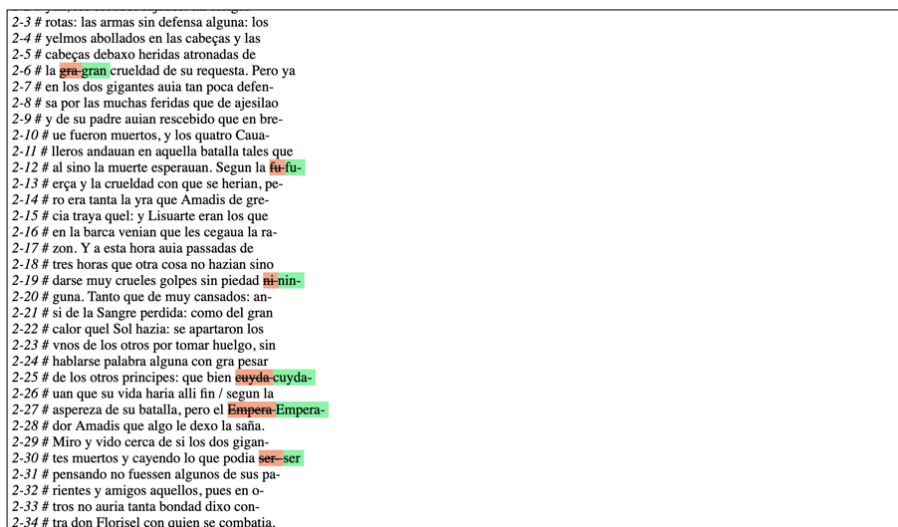 2-3 # rotas: las armas sin defensa alguna: los
2-4 # yelmos abollados en las cabeças y las
2-5 # cabeças debaxo heridas atronadas de
2-6 # la gra gran crueldad de su requesta. Pero ya
2-7 # en los dos gigantes auia tan poca defen-
2-8 # sa por las muchas feridas que de ajesilao
2-9 # y de su padre auian rescebido que en bre-
2-10 # ue fueron muertos, y los quatro Caua-
2-11 # lleros andauan en aquella batalla tales que
2-12 # al sino la muerte esperauan. Segun la fu fu-
2-13 # erça y la crueldad con que se herian, pe-
2-14 # ro era tanta la yra que Amadis de gre-
2-15 # cia traya quel: y Lisuarte eran los que
2-16 # en la barca venian que les cegaua la ra-
2-17 # zon. Y a esta hora auia passadas de
2-18 # tres horas que otra cosa no hazian sino
2-19 # darse muy crueles golpes sin piedad ni nin-
2-20 # guna. Tanto que de muy cansados: an-
2-21 # si de la Sangre perdida: como del gran
2-22 # calor quel Sol hazia: se apartaron los
2-23 # vnos de los otros por tomar huelgo, sin
2-24 # hablarse palabra alguna con gra pesar
2-25 # de los otros principes: que bien cuyda cuyda-
2-26 # uan que su vida haria alli fin / segun la
2-27 # aspereza de su batalla, pero el Empera Empera-
2-28 # dor Amadis que algo le dexo la saña.
2-29 # Miro y vido cerca de si los dos gigan-
2-30 # tes muertos y cayendo lo que podia ser- ser
2-31 # pensando no fuessen algunos de sus pa-
2-32 # rientes y amigos aquellos, pues en o-
2-33 # tros no auria tanta bondad dixo con-
2-34 # tra don Florisel con quien se combatia.